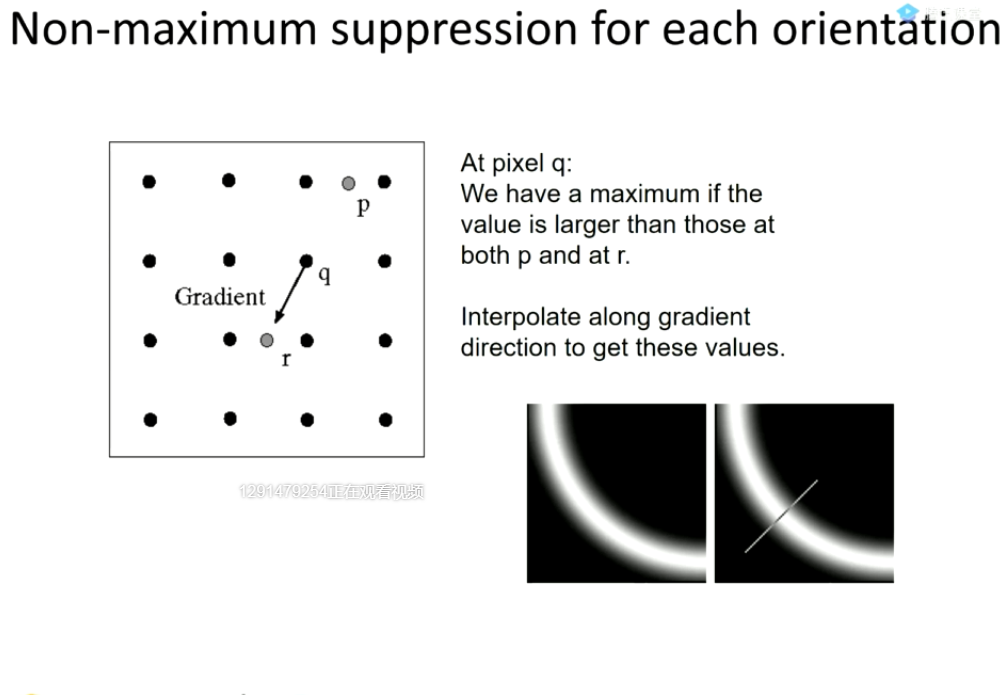 Non-maximum suppression for each orientation
p
q
Gradient
r
At pixel q:
We have a maximum if the
value is larger than those at
both p and at r.
Interpolate along gradient
direction to get these values.
1291479254正在观看视频